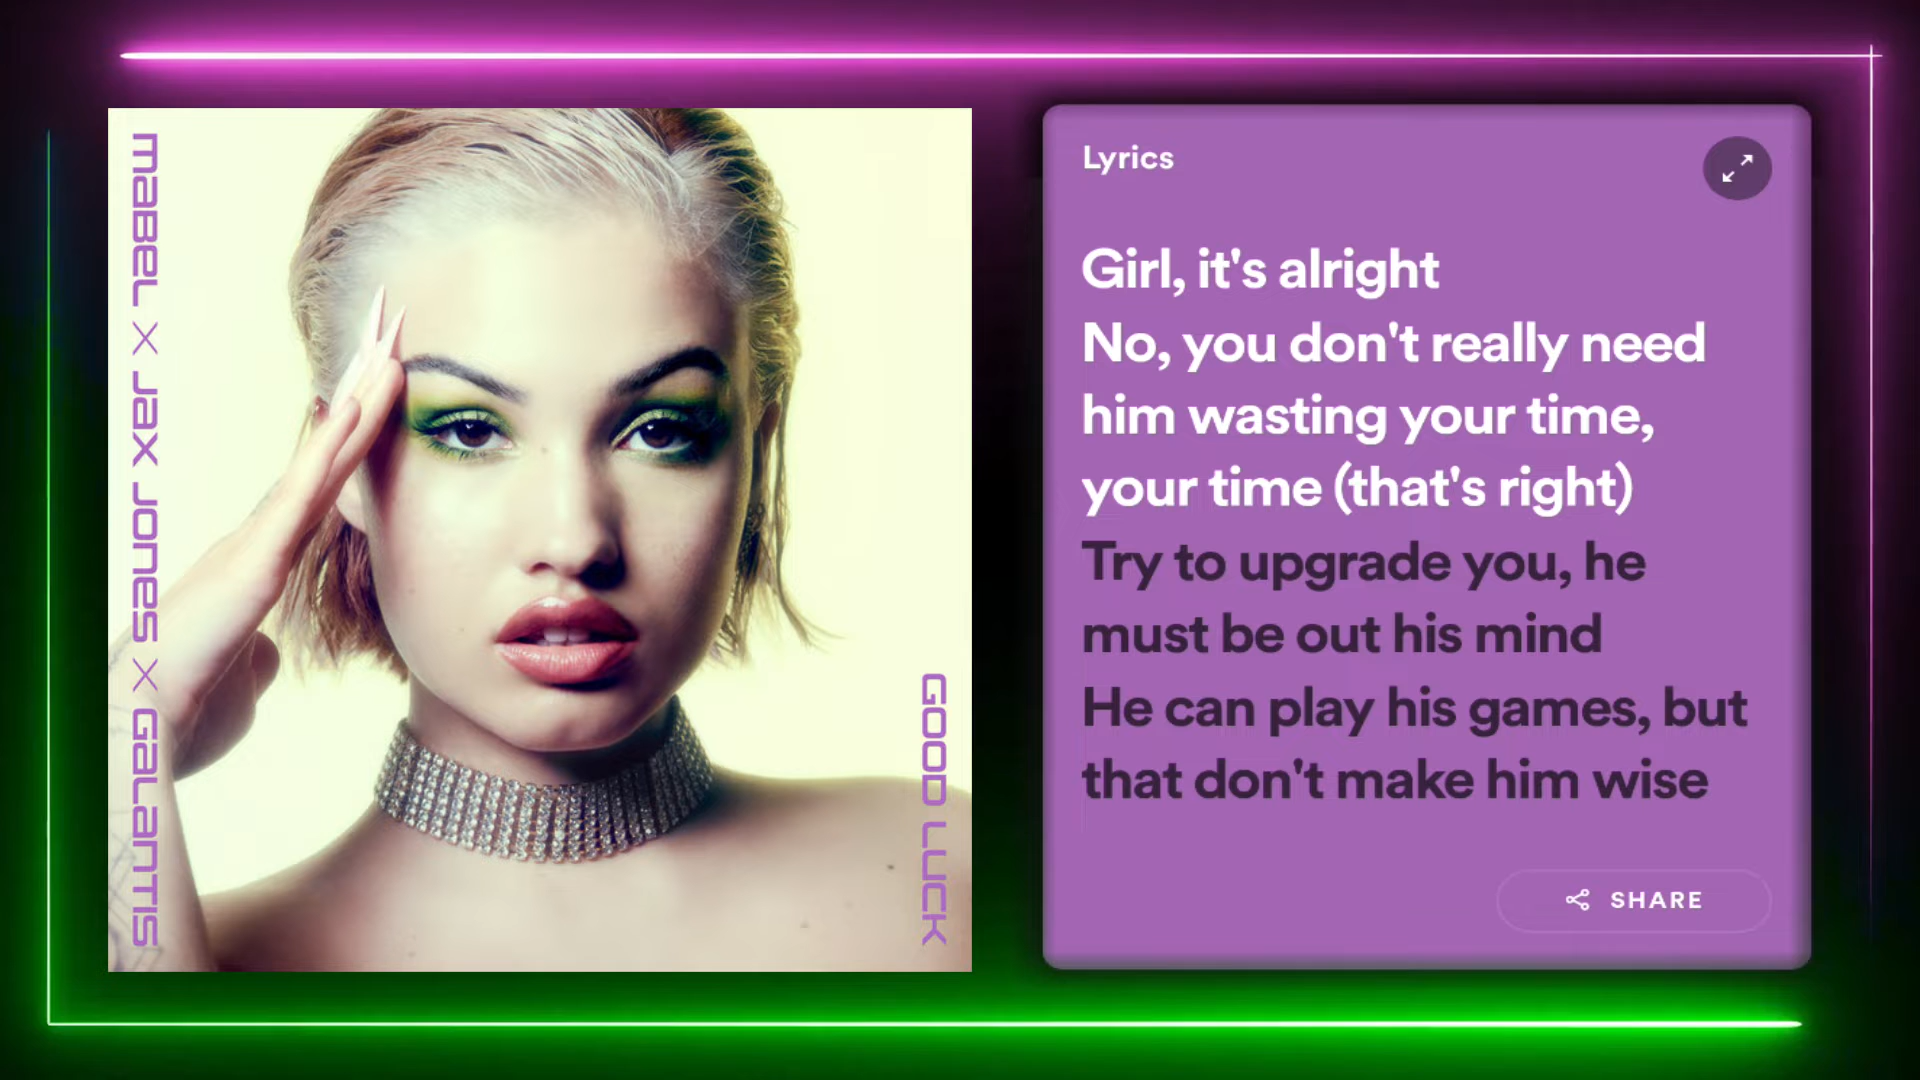 MABEL X JAX JONES X GALANTIS
GOOD LUCK
Lyrics
Girl, it's alright
No, you don't really need
him wasting your time,
your time (that's right)
Try to upgrade you, he
must be out his mind
He can play his games, but
that don't make him wise
SHARE